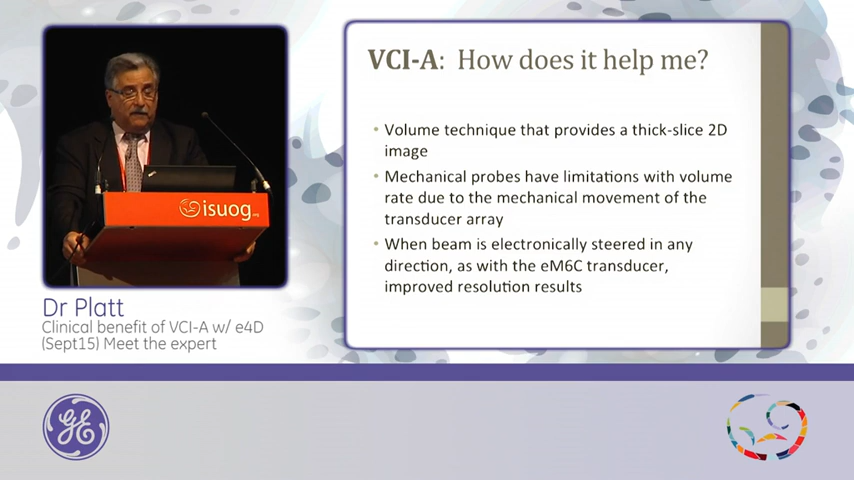 VCI-A: How does it help me?
• Volume technique that provides a thick-slice 2D
image
• Mechanical probes have limitations with volume
rate due to the mechanical movement of the
transducer array
• When beam is electronically steered in any
direction, as with the eM6C transducer,
improved resolution results
isuog.org
Dr Platt
Clinical benefit of VCI-A w/ e4D
(Sept15) Meet the expert
GE